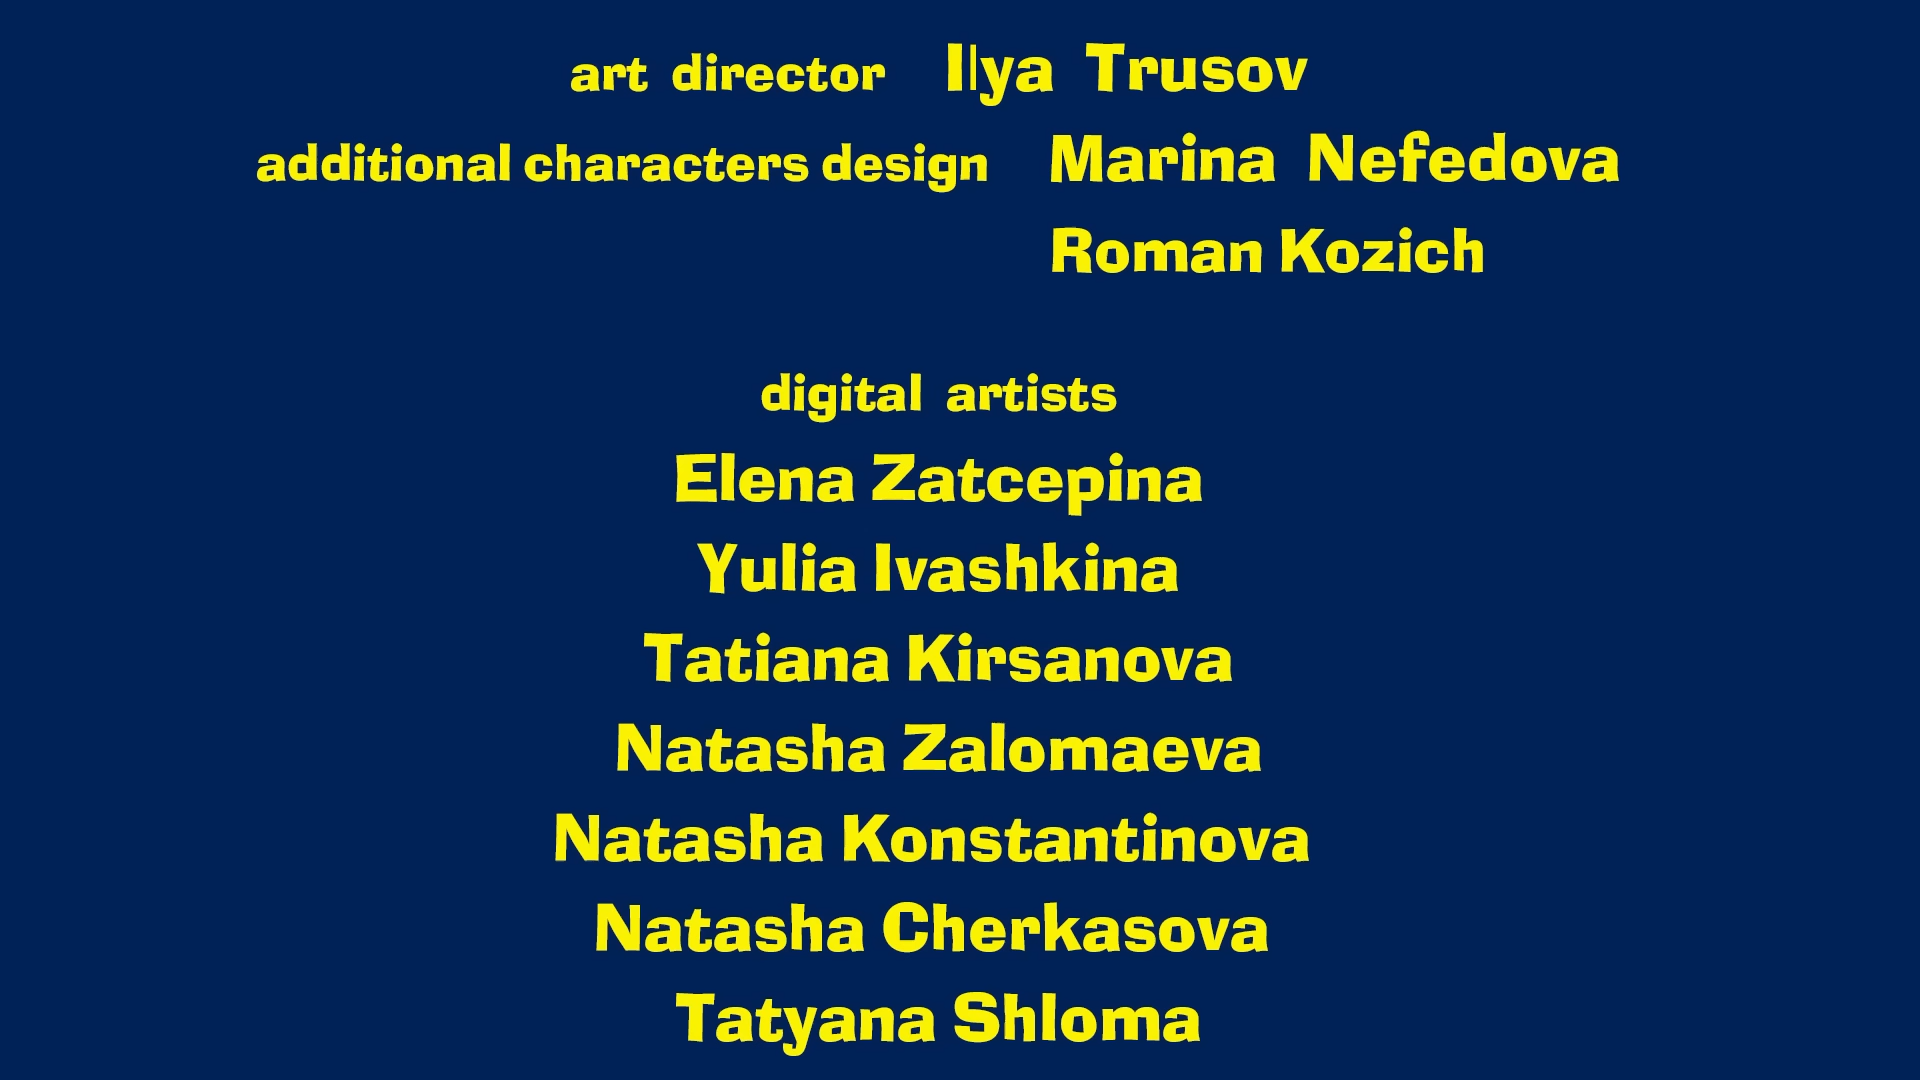 art director Ilya Trusov
additional characters design Marina Nefedova
Roman Kozich
digital artists
Elena Zatcepina
Yulia Ivashkina
Tatiana Kirsanova
Natasha Zalomaeva
Natasha Konstantinova
Natasha Cherkasova
Tatyana Shloma